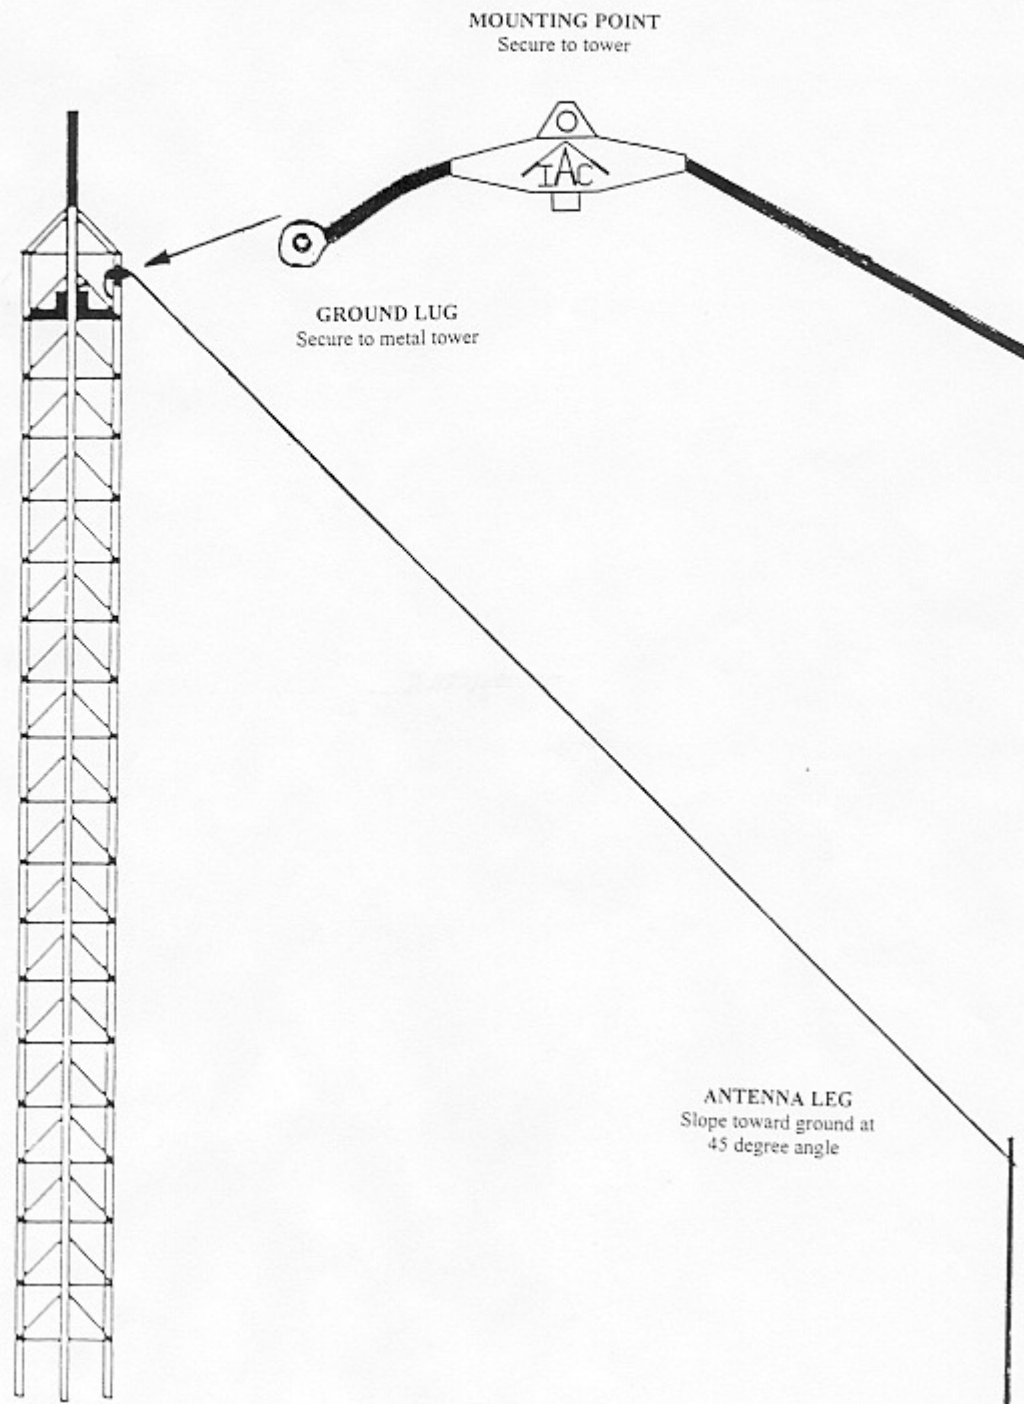 MOUNTING POINT
Secure to tower
IAC
GROUND LUG
Secure to metal tower
ANTENNA LEG
Slope toward ground at
45 degree angle